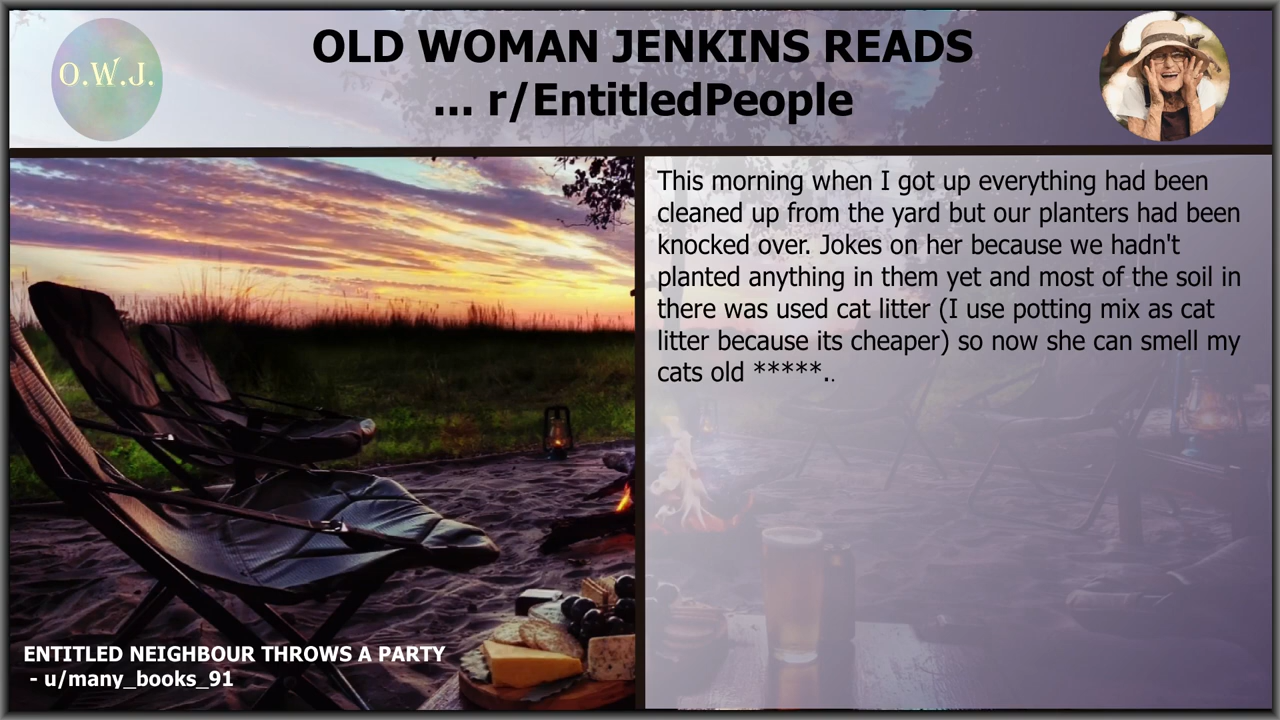 O.W.J.
OLD WOMAN JENKINS READS
... r/EntitledPeople
This morning when I got up everything had been
cleaned up from the yard but our planters had been
knocked over. Jokes on her because we hadn't
planted anything in them yet and most of the soil in
there was used cat litter (I use potting mix as cat
litter because its cheaper) so now she can smell my
cats old *****..
ENTITLED NEIGHBOUR THROWS A PARTY
- u/many_books_91